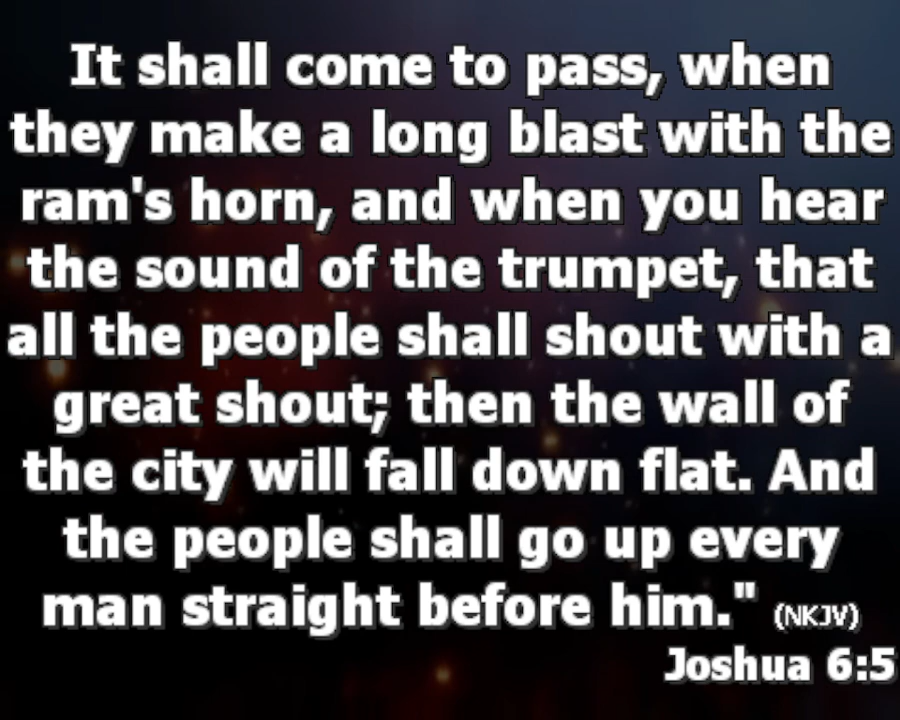 It shall come to pass, when
they make a long blast with the
ram's horn, and when you hear
the sound of the trumpet, that
all the people shall shout with a
great shout; then the wall of
the city will fall down flat. And
the people shall go up every
man straight before him." (NKJV)
Joshua 6:5